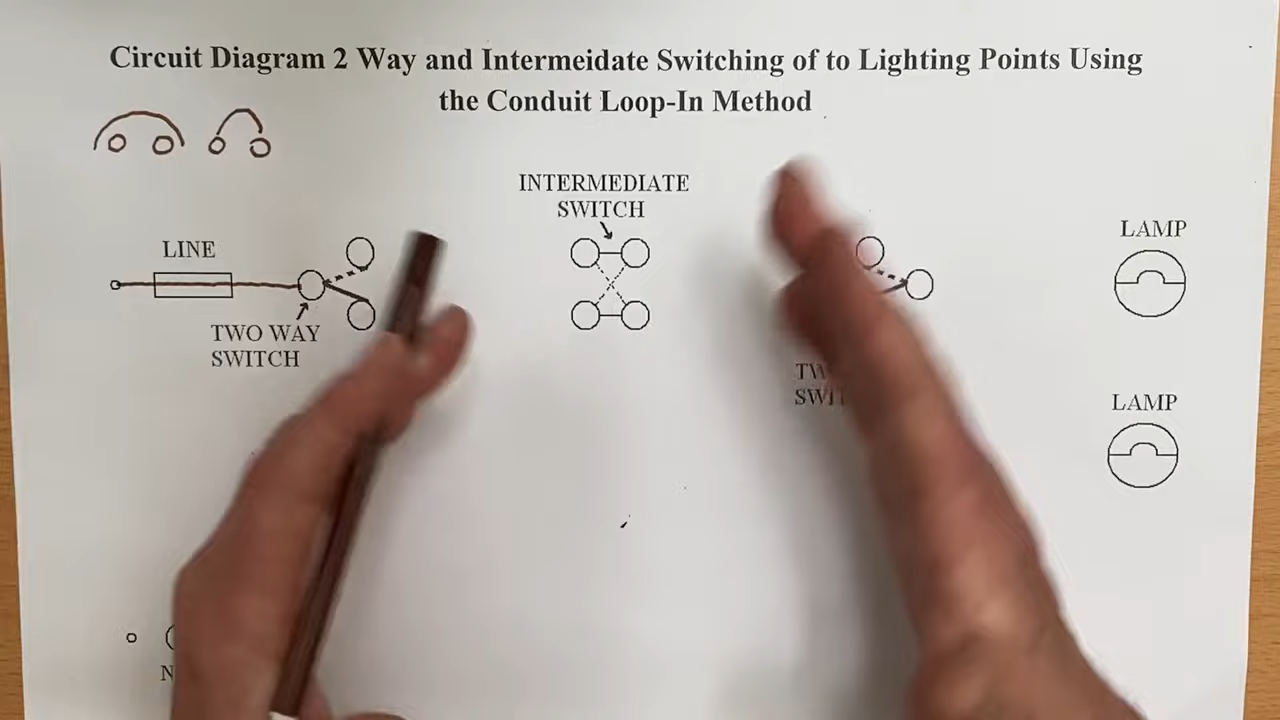 Circuit Diagram 2 Way and Intermeidate Switching of to Lighting Points Using
the Conduit Loop-In Method
INTERMEDIATE
SWITCH
LINE
LAMP
TWO WAY
SWITCH
LAMP